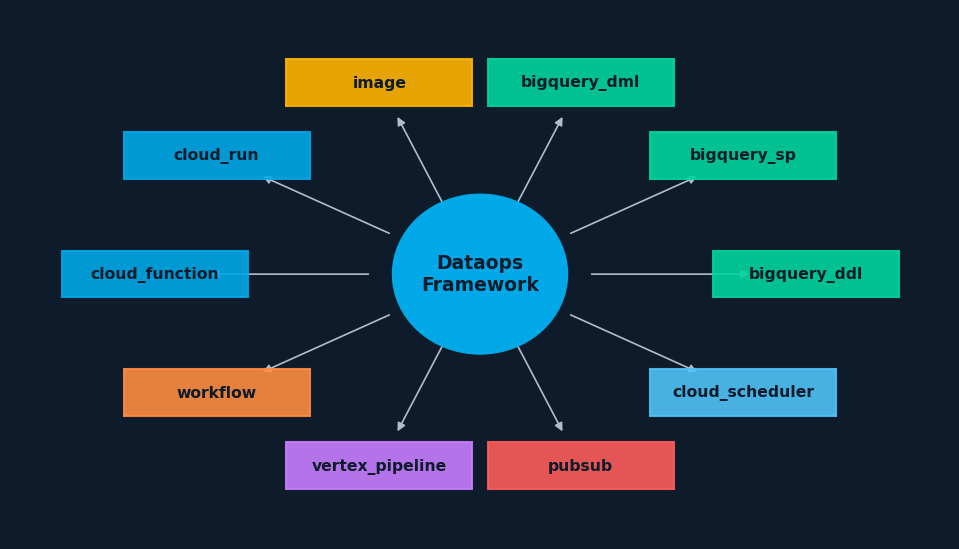 image
bigquery_dml
cloud_run
bigquery_sp
Dataops
Framework
cloud_function
bigquery_ddl
workflow
cloud_scheduler
vertex_pipeline
pubsub